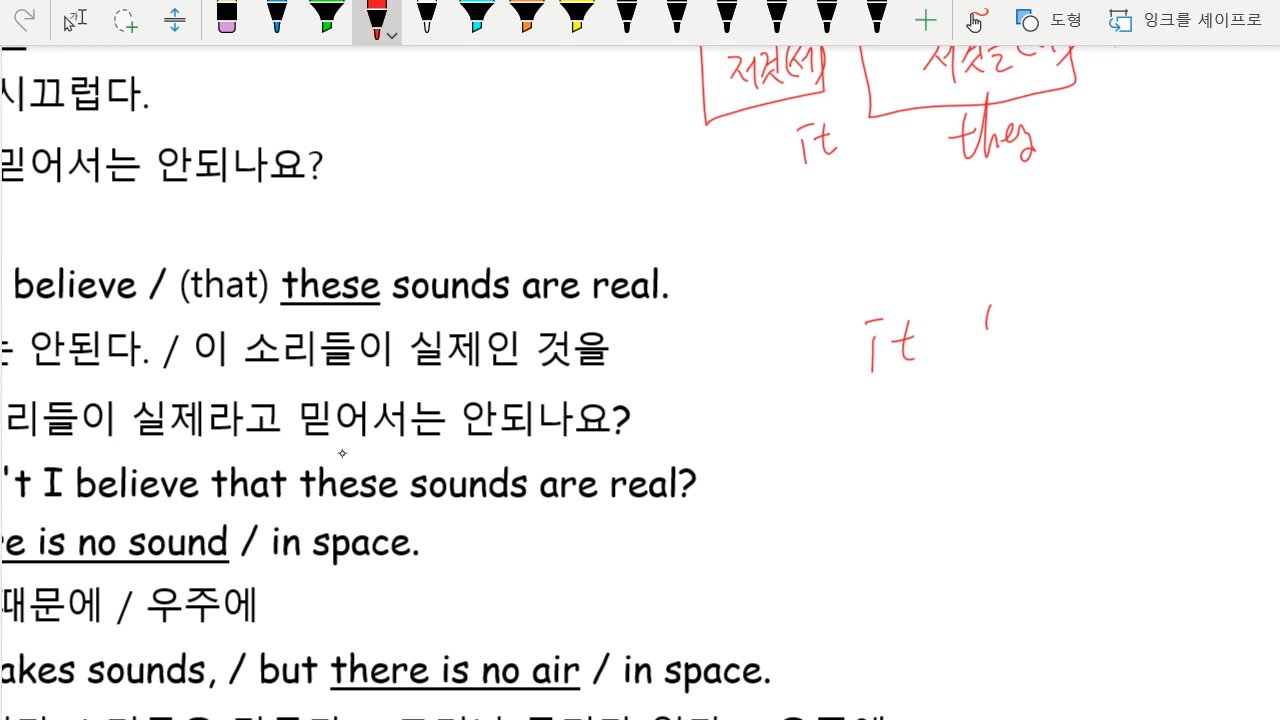 도형 잉크를 셰이프로
저것(
시끄럽다.
it they
믿어서는 안되나요?
believe / (that) these sounds are real.
it
는 안된다. / 이 소리들이 실제인 것을
리들이 실제라고 믿어서는 안되나요?
't I believe that these sounds are real?
e is no sound / in space.
때문에 / 우주에
akes sounds, / but there is no air / in space.